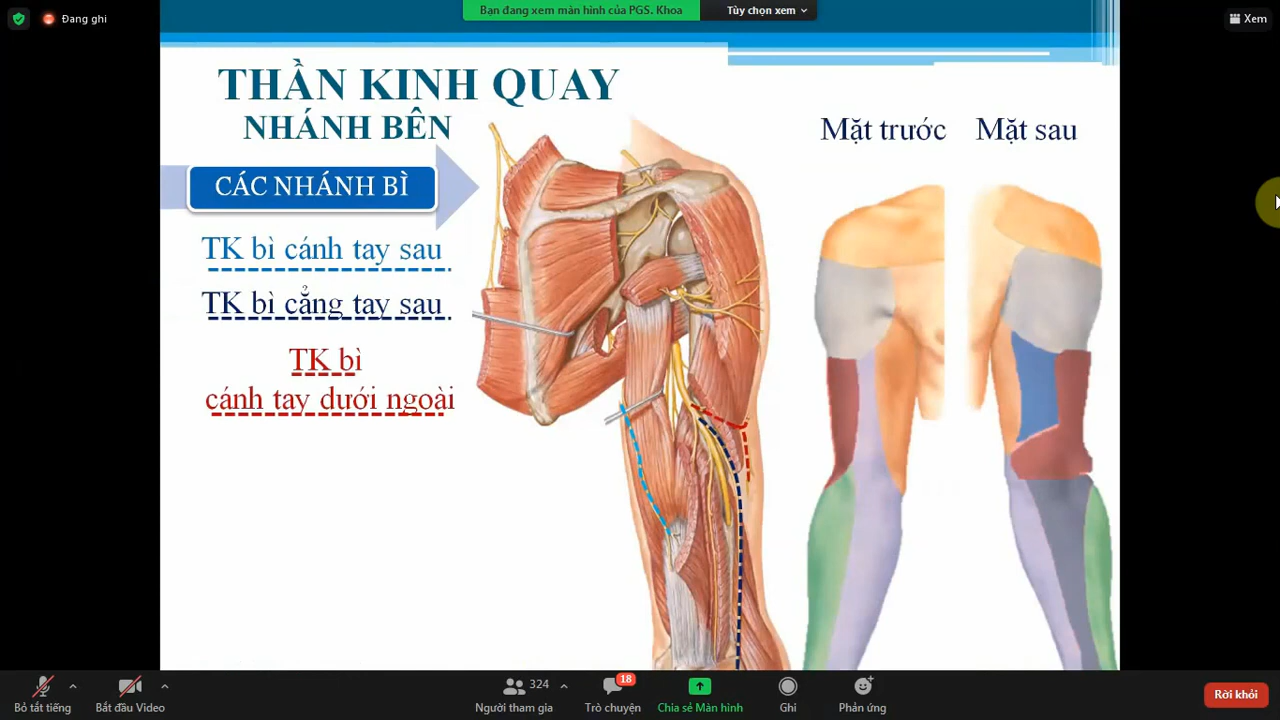 Đang ghi
Bạn đang xem màn hình của PGS. Khoa
Tùy chọn xem
Xem
THẦN KINH QUAY
NHÁNH BÊN
Mặt trước
Mặt sau
CÁC NHÁNH BÌ
TK bì cánh tay sau
TK bì cẳng tay sau
TK bì
cánh tay dưới ngoài
324
18
Bỏ tắt tiếng
Bắt đầu Video
Người tham gia
Trò chuyện
Chia sẻ Màn hình
Ghi
Phản ứng
Rời khỏi